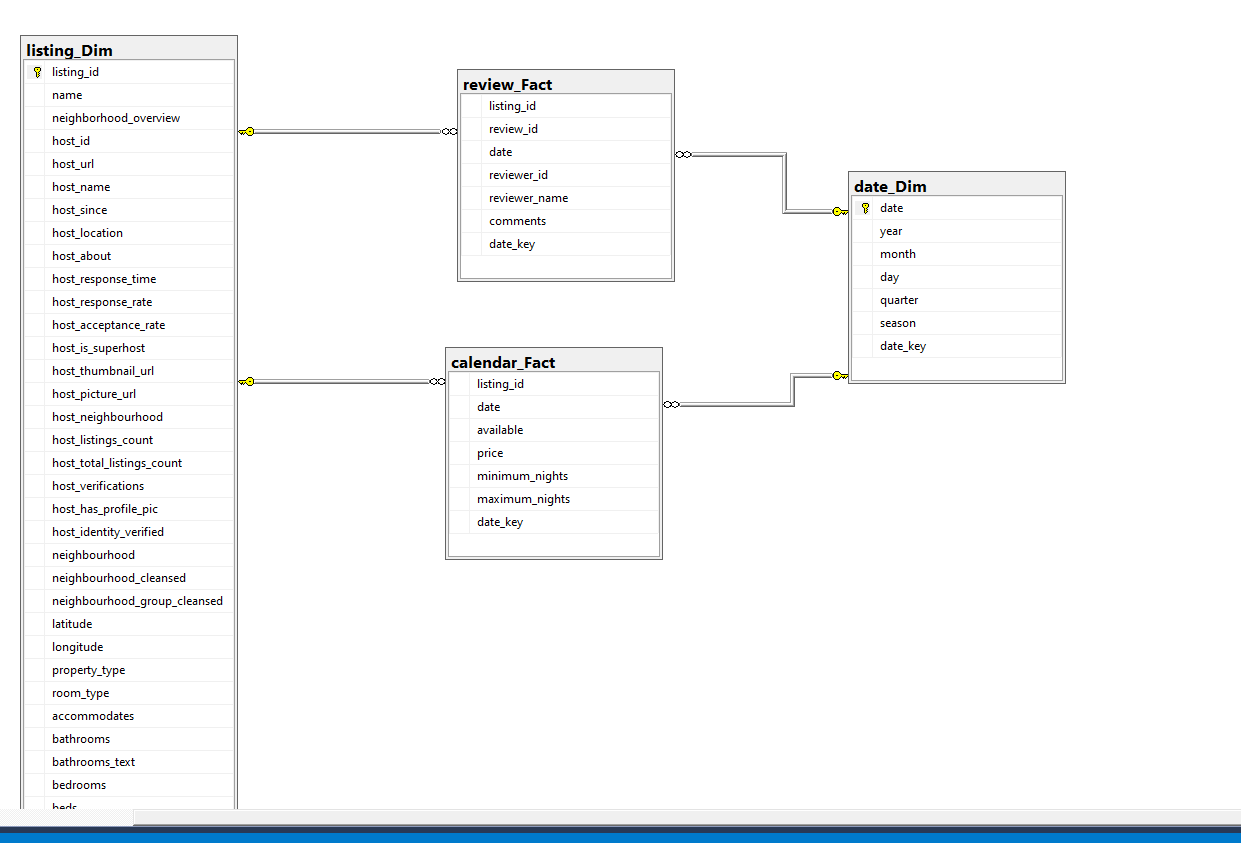 listing_Dim
listing_id
name
neighborhood_overview
host_id
host_url
host_name
host_since
host_location
host_about
host_response_time
host_response_rate
host_acceptance_rate
host_is_superhost
host_thumbnail_url
host_picture_url
host_neighbourhood
host_listings_count
host_total_listings_count
host_verifications
host_has_profile_pic
host_identity_verified
neighbourhood
neighbourhood_cleansed
neighbourhood_group_cleansed
latitude
longitude
property_type
room_type
accommodates
bathrooms
bathrooms_text
bedrooms
beds
review_Fact
listing_id
review_id
date
reviewer_id
reviewer_name
comments
date_key
calendar_Fact
listing_id
date
available
price
minimum_nights
maximum_nights
date_key
date_Dim
date
year
month
day
quarter
season
date_key